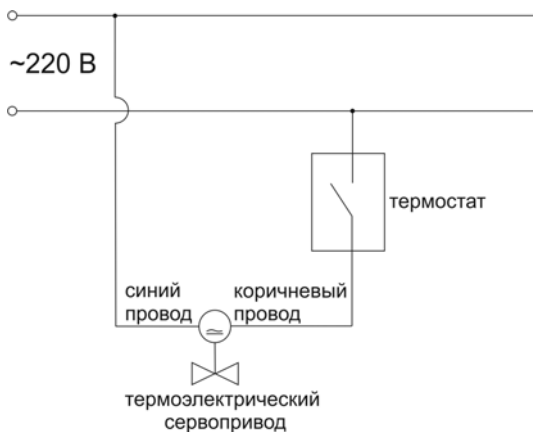 ~220 В
термостат
синий
провод
коричневый
провод
термоэлектрический
сервопривод